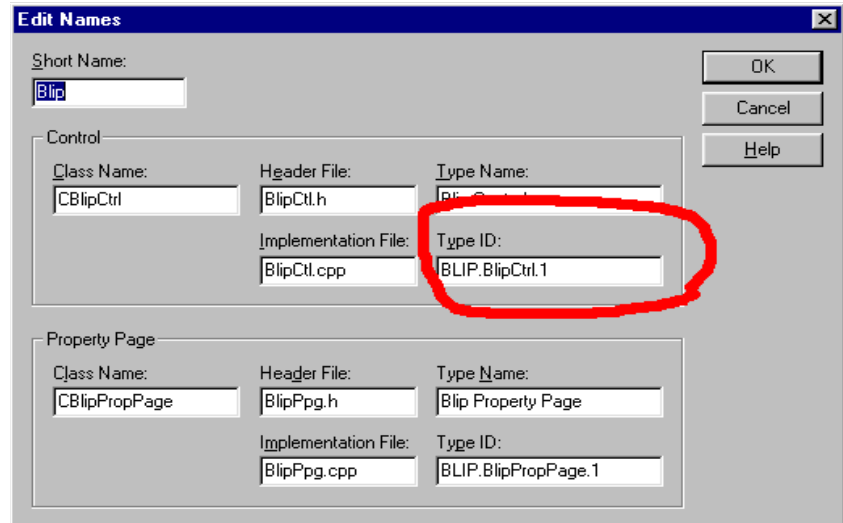 Edit Names
Short Name:
Blip
OK
Cancel
Help
Control
Class Name:
Header File:
Type Name:
CBlipCtrl
BlipCtl.h
Implementation File:
Type ID:
BlipCtl.cpp
BLIP.BlipCtrl.1
Property Page
Class Name:
Header File:
Type Name:
CBlipPropPage
BlipPpg.h
Blip Property Page
Implementation File:
Type ID:
BlipPpg.cpp
BLIP.BlipPropPage.1